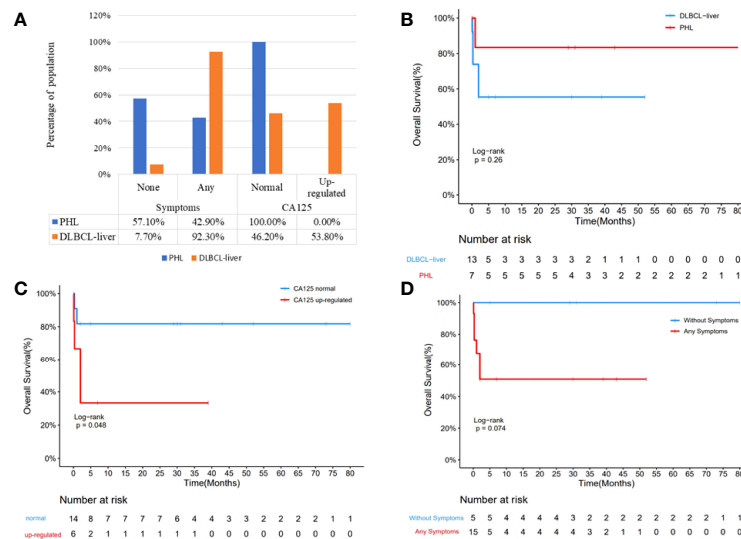 A
120%
100%
80%
60%
40%
20%
0%
Percentage of population
None Any Normal Up-regulated
Symptoms CA125
PHL 57.10% 42.90% 100.00% 0.00%
DLBCL-liver 7.70% 92.30% 46.20% 53.80%
PHL DLBCL-liver
B
DLBCL−liver
PHL
100%
80%
60%
40%
20%
0%
Overall Survival(%)
Log−rank
p = 0.26
0 5 10 15 20 25 30 35 40 45 50 55 60 65 70 75 80
Time(Months)
Number at risk
DLBCL−liver 13 5 3 3 3 3 3 2 1 1 1 0 0 0 0 0 0
PHL 7 5 5 5 5 5 4 3 3 2 2 2 2 2 2 1 1
C
CA125 normal
CA125 up−regulated
100%
80%
60%
40%
20%
0%
Overall Survival(%)
Log−rank
p = 0.048
0 5 10 15 20 25 30 35 40 45 50 55 60 65 70 75 80
Time(Months)
Number at risk
normal 14 8 7 7 7 7 6 4 4 3 3 2 2 2 2 1 1
up−regulated 6 2 1 1 1 1 1 1 0 0 0 0 0 0 0 0 0
D
Without Symptoms
Any Symptoms
100%
80%
60%
40%
20%
0%
Overall Survival(%)
Log−rank
p = 0.074
0 5 10 15 20 25 30 35 40 45 50 55 60 65 70 75 80
Time(Months)
Number at risk
Without Symptoms 5 5 4 4 4 4 3 2 2 2 2 2 2 2 2 1 1
Any Symptoms 15 5 4 4 4 4 4 3 2 1 1 0 0 0 0 0 0